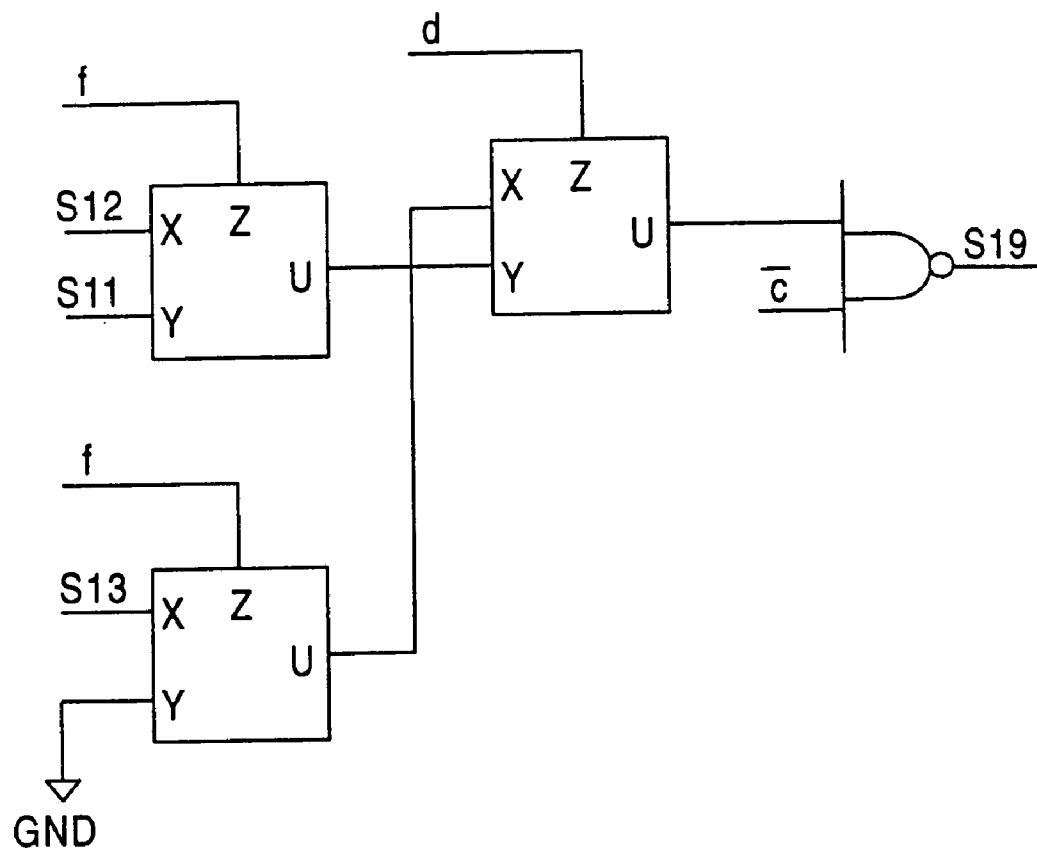 d
f
X Z U Y
S12
S11
X Z U Y
c̅
S19
f
S13
X Z U Y
GND